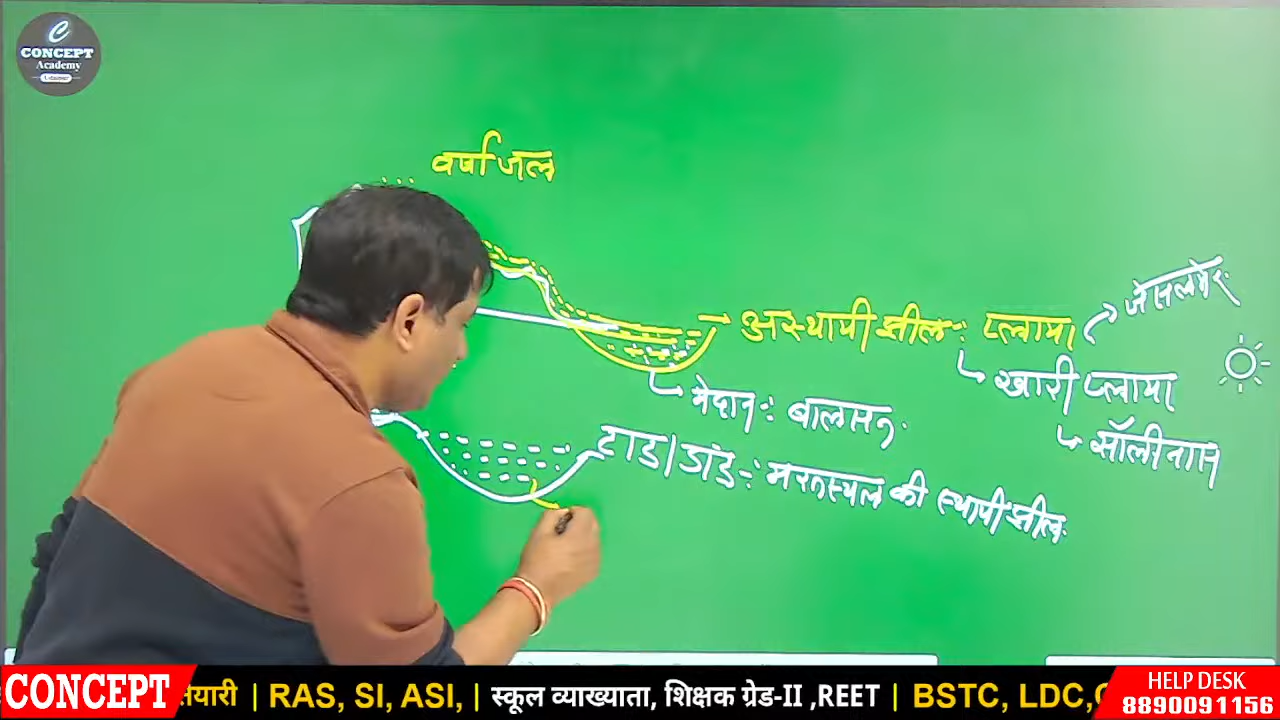 CONCEPT
Academy
वर्षा जल
अस्थायी झील :- प्लाया
जैसलमेर
खारी प्लाया
सॉलीनास
मैदान :- बालसन
टाड / डांड :- मरुस्थल की स्थायी झील
CONCEPT
तैयारी | RAS, SI, ASI, | स्कूल व्याख्याता, शिक्षक ग्रेड-II ,REET | BSTC, LDC,
HELP DESK
8890091156